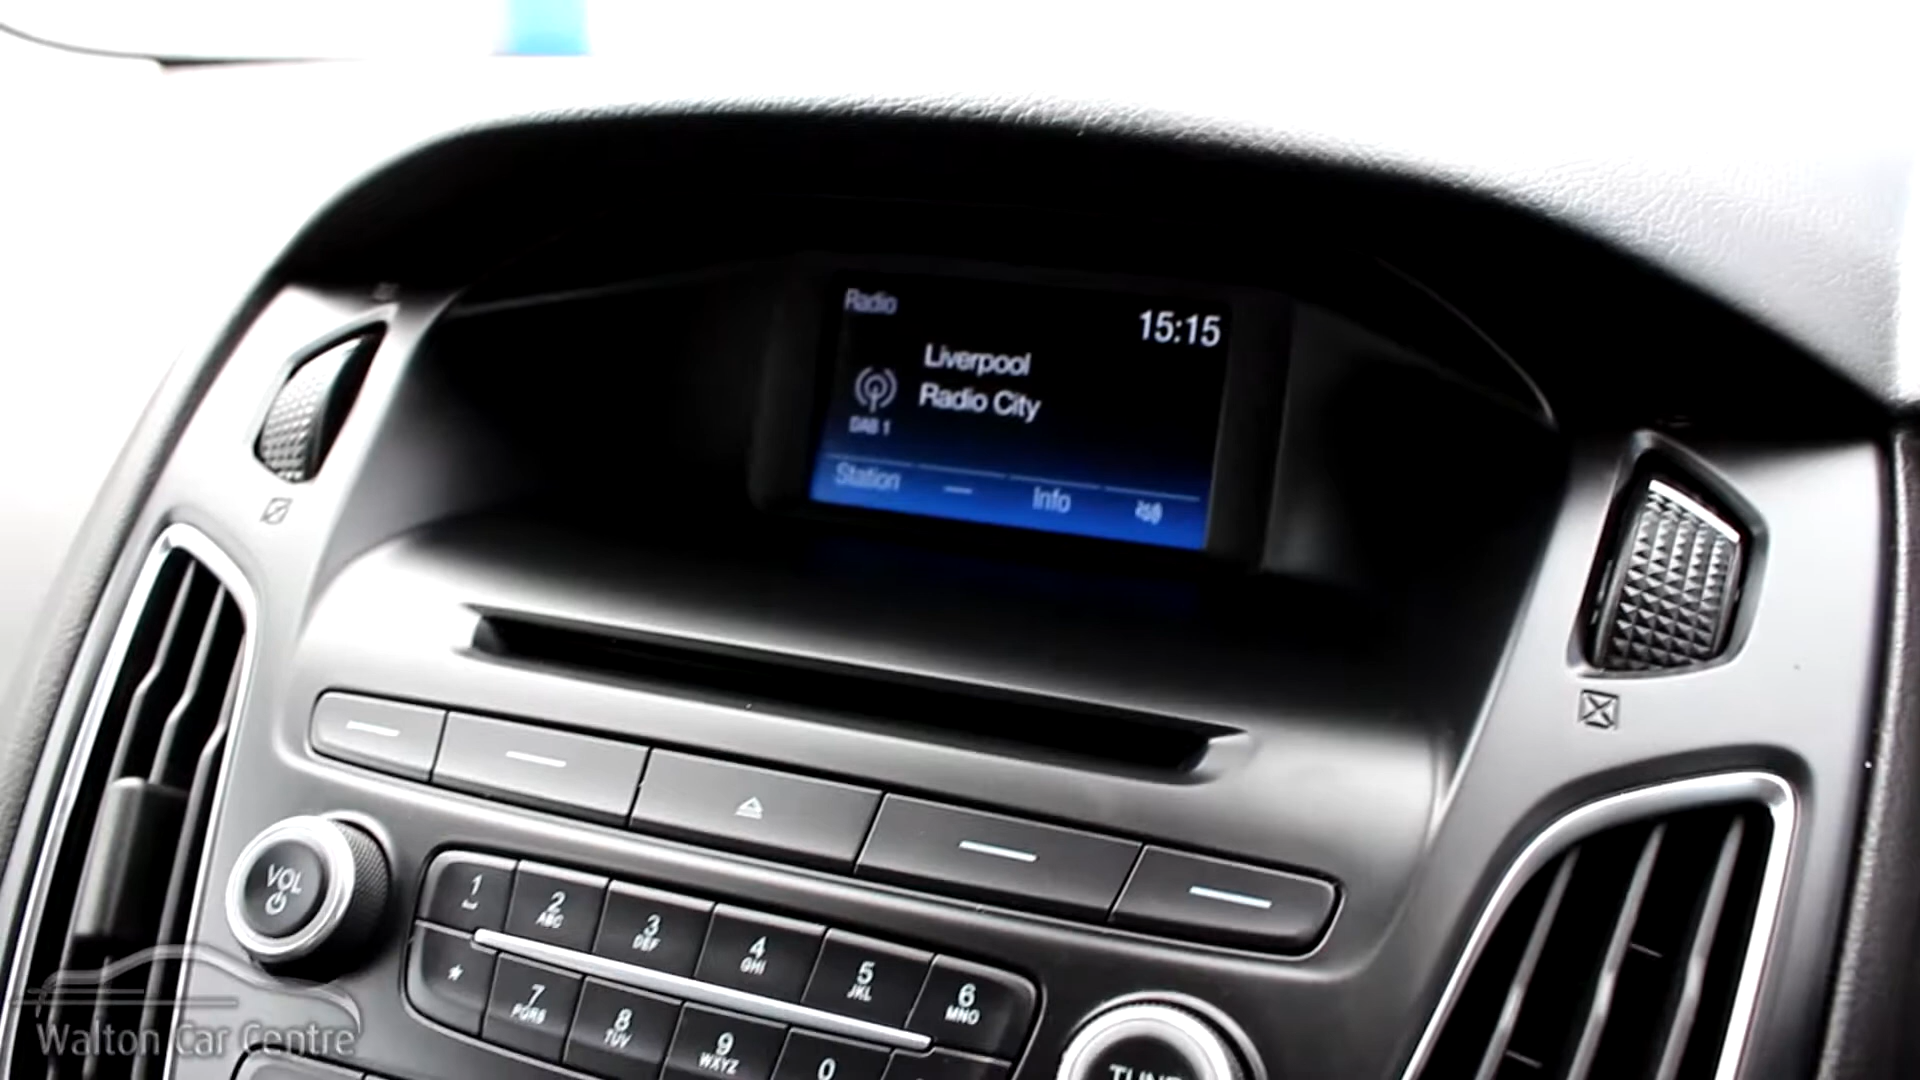 Radio
15:15
Liverpool
Radio City
DAB 1
Station
Info
VOL
1
2
ABC
3
DEF
4
GHI
5
JKL
6
MNO
*
7
PQRS
8
TUV
9
WXYZ
0
TUNE
Walton Car Centre